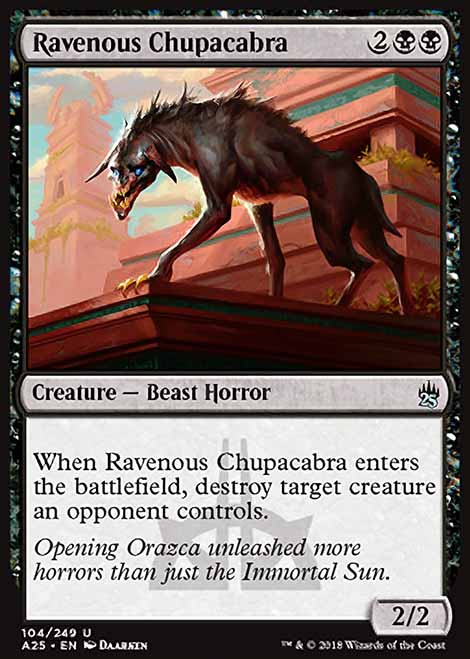 Ravenous Chupacabra 2
Creature — Beast Horror
25
When Ravenous Chupacabra enters
the battlefield, destroy target creature
an opponent controls.
Opening Orazca unleashed more
horrors than just the Immortal Sun.
2/2
104/249 U
A25 • EN Daarken
™ & © 2018 Wizards of the Coast